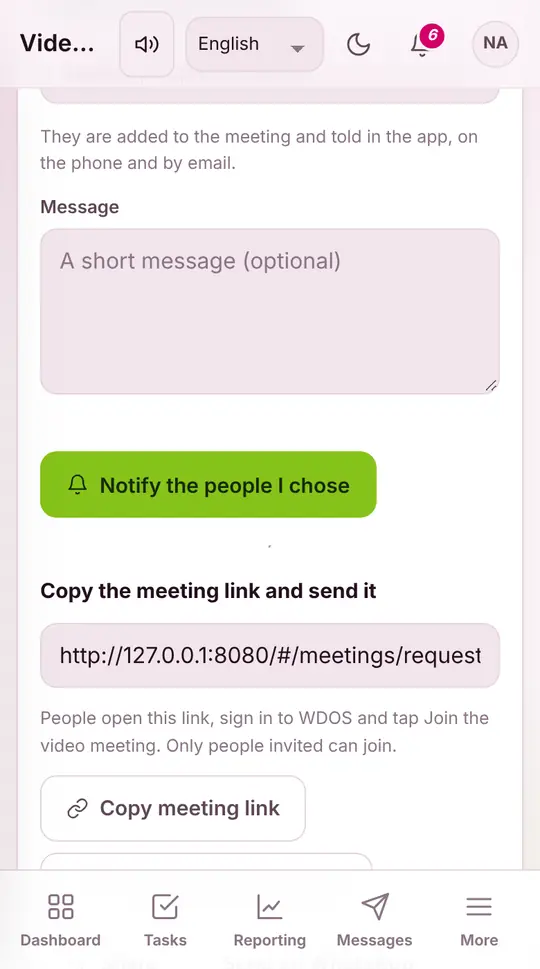 Vide...
English
6
NA
They are added to the meeting and told in the app, on
the phone and by email.
Message
A short message (optional)
Notify the people I chose
Copy the meeting link and send it
http://127.0.0.1:8080/#/meetings/request
People open this link, sign in to WDOS and tap Join the
video meeting. Only people invited can join.
Copy meeting link
Dashboard
Tasks
Reporting
Messages
More